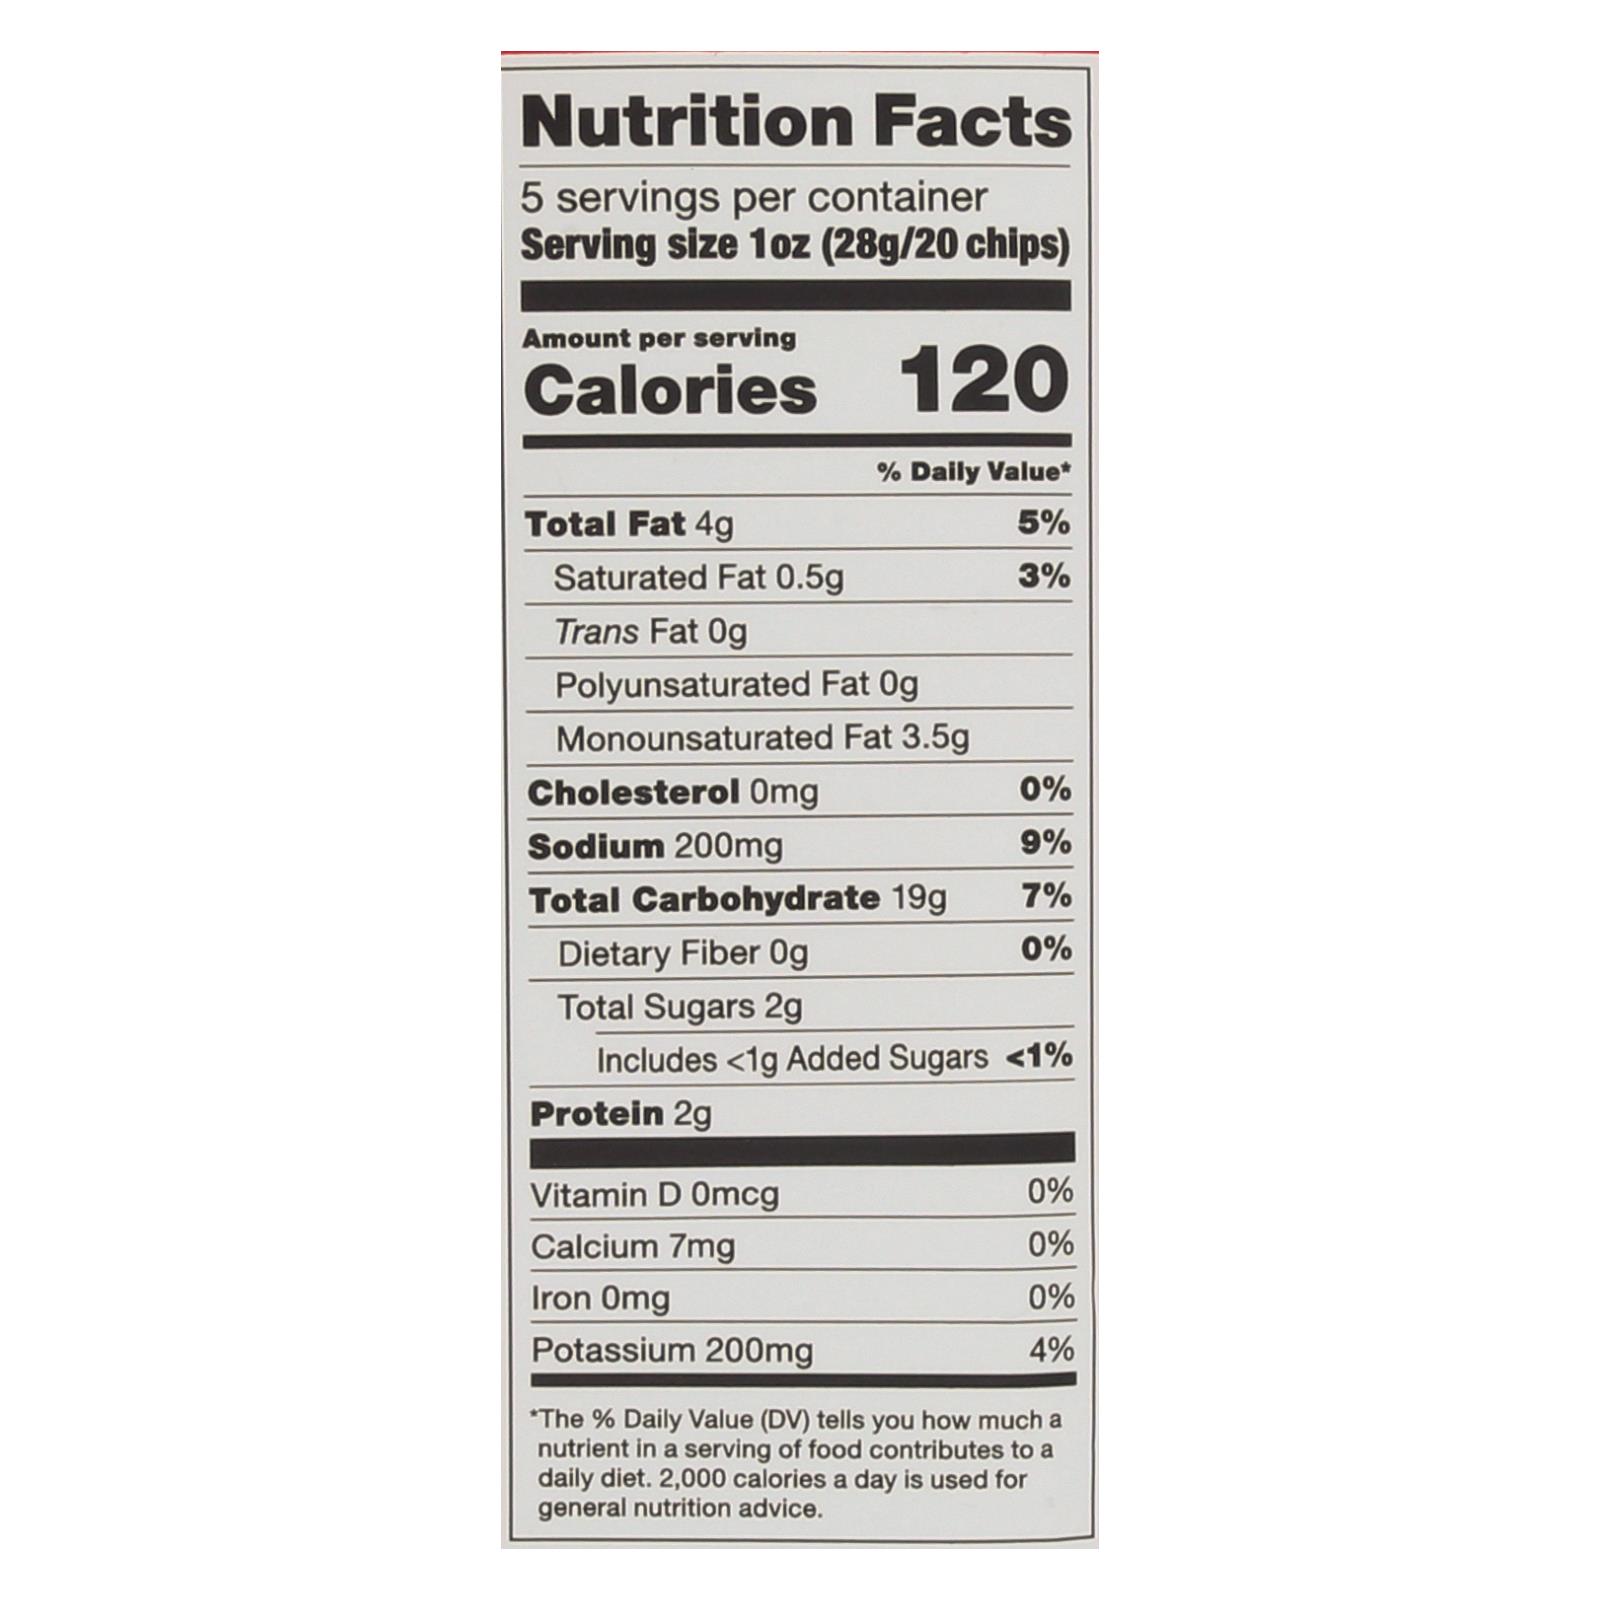 Nutrition Facts
5 servings per container
Serving size 1oz (28g/20 chips)
Amount per serving
Calories 120
% Daily Value*
Total Fat 4g 5%
Saturated Fat 0.5g 3%
Trans Fat 0g
Polyunsaturated Fat 0g
Monounsaturated Fat 3.5g
Cholesterol 0mg 0%
Sodium 200mg 9%
Total Carbohydrate 19g 7%
Dietary Fiber 0g 0%
Total Sugars 2g
Includes <1g Added Sugars <1%
Protein 2g
Vitamin D 0mcg 0%
Calcium 7mg 0%
Iron 0mg 0%
Potassium 200mg 4%
*The % Daily Value (DV) tells you how much a
nutrient in a serving of food contributes to a
daily diet. 2,000 calories a day is used for
general nutrition advice.